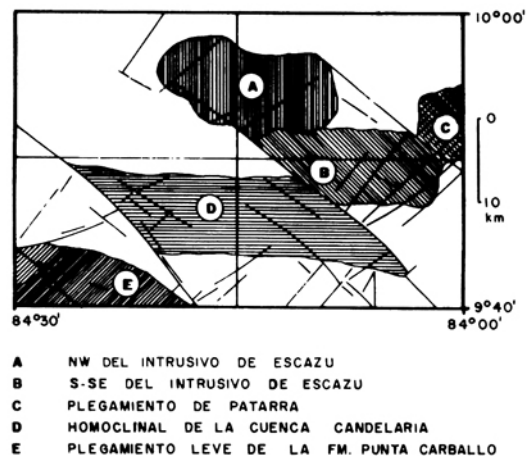 10°00'
A
0
C
B
10
km
D
E
84°30'
84°00'
9°40'
A NW DEL INTRUSIVO DE ESCAZU
B S-SE DEL INTRUSIVO DE ESCAZU
C PLEGAMIENTO DE PATARRA
D HOMOCLINAL DE LA CUENCA CANDELARIA
E PLEGAMIENTO LEVE DE LA FM. PUNTA CARBALLO